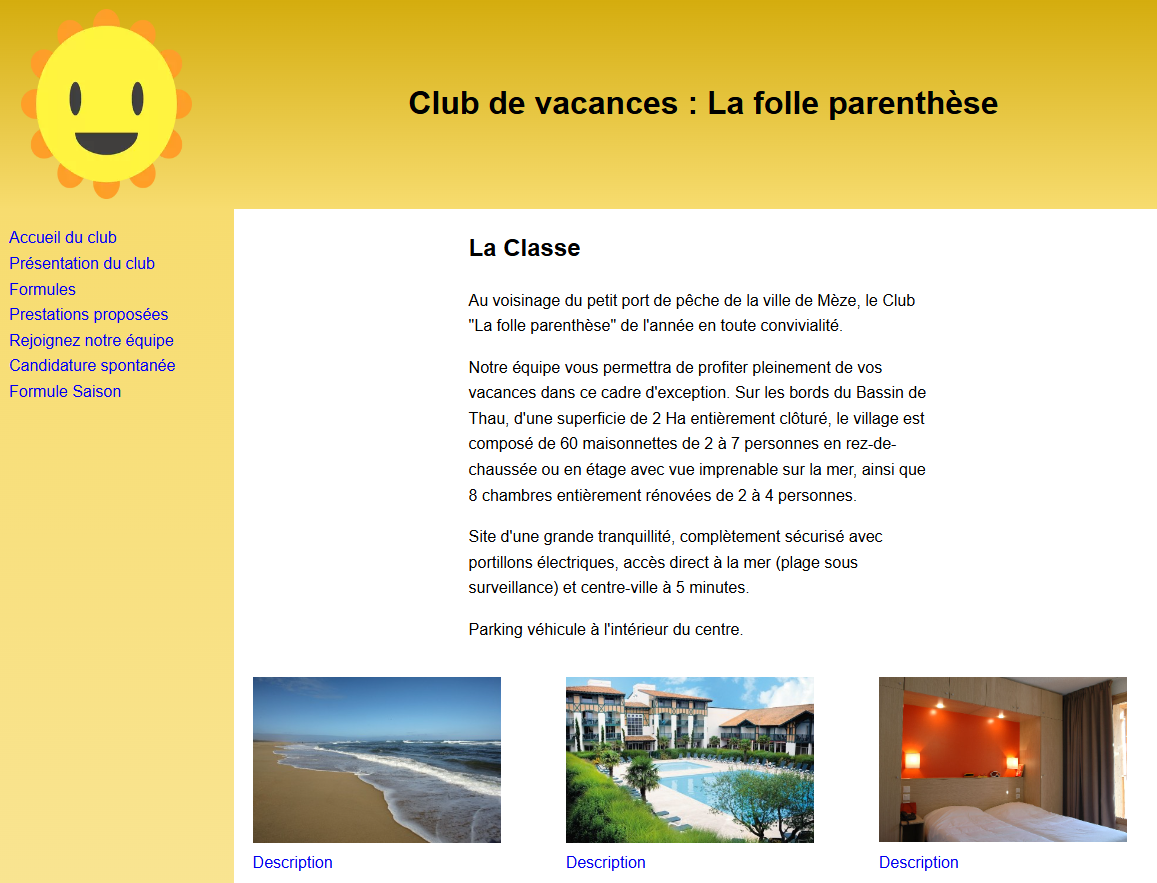 Club de vacances : La folle parenthèse
Accueil du club
Présentation du club
Formules
Prestations proposées
Rejoignez notre équipe
Candidature spontanée
Formule Saison
La Classe
Au voisinage du petit port de pêche de la ville de Mèze, le Club
"La folle parenthèse" de l'année en toute convivialité.
Notre équipe vous permettra de profiter pleinement de vos
vacances dans ce cadre d'exception. Sur les bords du Bassin de
Thau, d'une superficie de 2 Ha entièrement clôturé, le village est
composé de 60 maisonnettes de 2 à 7 personnes en rez-de-
chaussée ou en étage avec vue imprenable sur la mer, ainsi que
8 chambres entièrement rénovées de 2 à 4 personnes.
Site d'une grande tranquillité, complètement sécurisé avec
portillons électriques, accès direct à la mer (plage sous
surveillance) et centre-ville à 5 minutes.
Parking véhicule à l'intérieur du centre.
Description
Description
Description